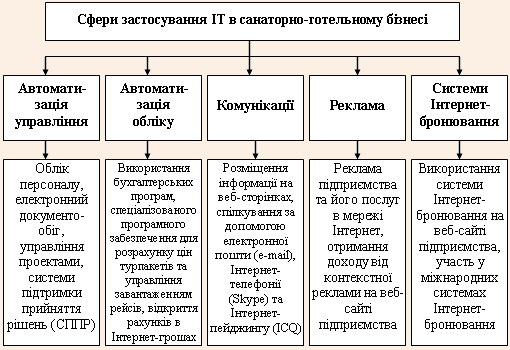 Сфери застосування ІТ в санаторно-готельному бізнесі
Автомати-
зація
управління
Автомати-
зація
обліку
Комунікації
Реклама
Системи
Інтернет-
бронювання
Облік
персоналу,
електронний
документо-
обіг,
управління
проектами,
системи
підтримки
прийняття
рішень (СППР)
Використання
бухгалтерських
програм,
спеціалізованого
програмного
забезпечення для
розрахунку цін
турпакетів та
управління
завантаженням
рейсів, відкриття
рахунків в
Інтернет-грошах
Розміщення
інформації на
веб-сторінках,
спілкування за
допомогою
електронної
пошти (e-mail),
Інтернет-
телефонії
(Skype) та
Інтернет-
пейджингу (ICQ)
Реклама
підприємства
та його послуг
в мережі
Інтернет,
отримання
доходу від
контекстної
реклами на веб-
сайті
підприємства
Використання
системи
Інтернет-
бронювання на
веб-сайті
підприємства,
участь у
міжнародних
системах
Інтернет-
бронювання